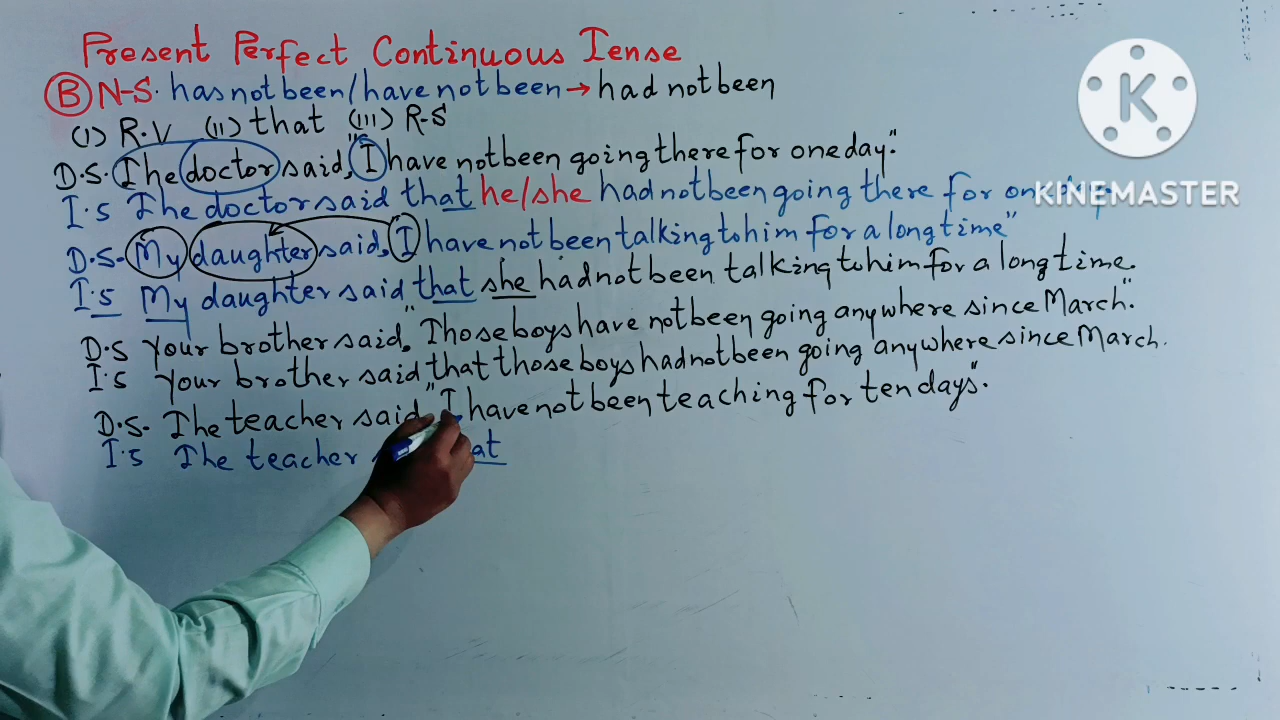 Present Perfect Continuous Tense
Ⓑ N-S. has not been/have not been → had not been
(i) R.V (ii) that (iii) R-S
D.S. The doctor said, "I have not been going there for one day."
I.S The doctor said that he/she had not been going there for one
D.S. My daughter said, "I have not been talking to him for a long time"
I.S My daughter said that she had not been talking to him for a long time.
D.S Your brother said, "Those boys have not been going anywhere since March".
I.S Your brother said that those boys had not been going anywhere since March.
D.S. The teacher said, "I have not been teaching for ten days".
I.S The teacher
K
KINEMASTER